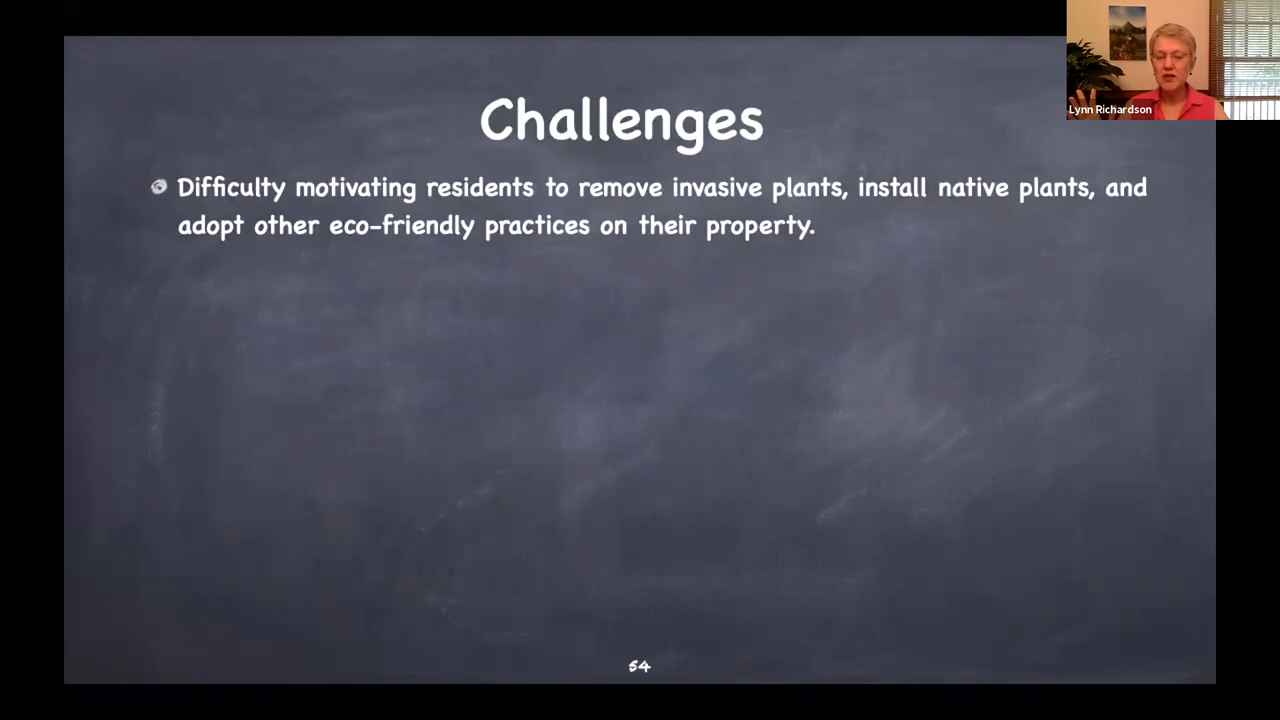 Challenges
Difficulty motivating residents to remove invasive plants, install native plants, and
adopt other eco-friendly practices on their property.
Lynn Richardson
54